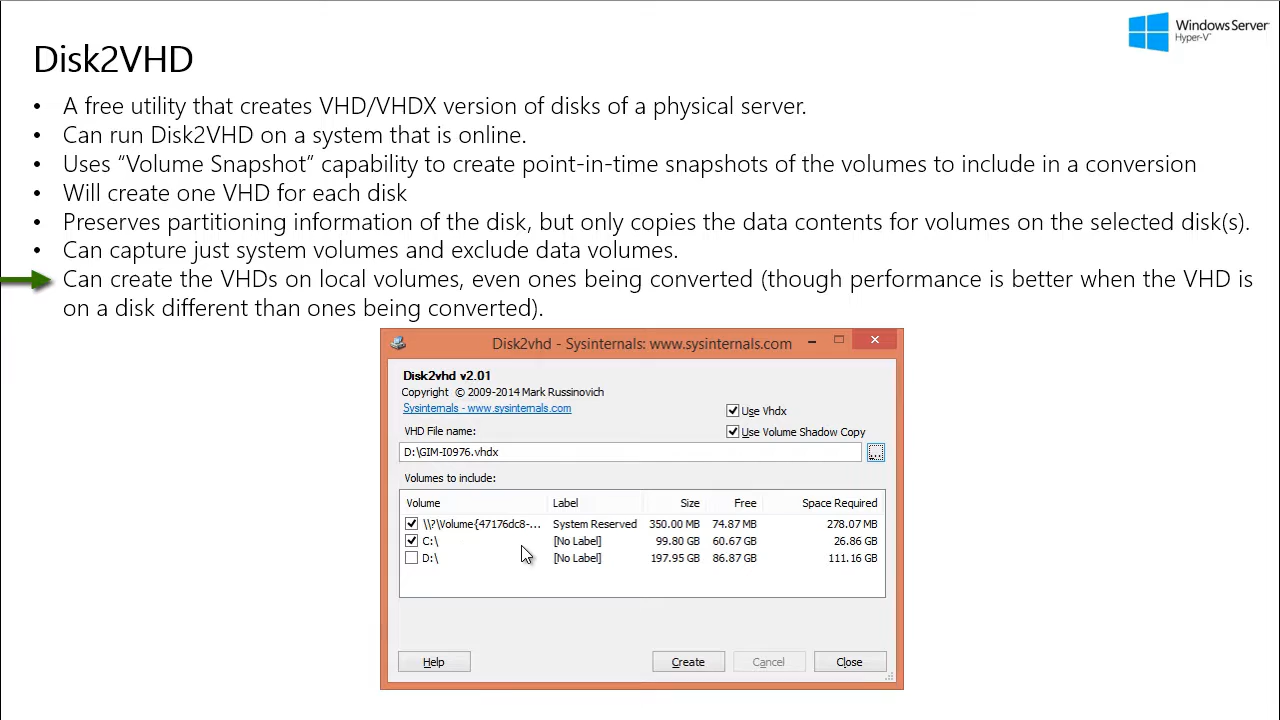 Windows Server
Hyper-V
Disk2VHD
• A free utility that creates VHD/VHDX version of disks of a physical server.
• Can run Disk2VHD on a system that is online.
• Uses “Volume Snapshot” capability to create point-in-time snapshots of the volumes to include in a conversion
• Will create one VHD for each disk
• Preserves partitioning information of the disk, but only copies the data contents for volumes on the selected disk(s).
• Can capture just system volumes and exclude data volumes.
Can create the VHDs on local volumes, even ones being converted (though performance is better when the VHD is
on a disk different than ones being converted).
Disk2vhd - Sysinternals: www.sysinternals.com
Disk2vhd v2.01
Copyright © 2009-2014 Mark Russinovich
Sysinternals - www.sysinternals.com
Use Vhdx
VHD File name:
Use Volume Shadow Copy
D:\GIM-I0976.vhdx
...
Volumes to include:
Volume Label Size Free Space Required
\\?\Volume{47176dc8-... System Reserved 350.00 MB 74.87 MB 278.07 MB
C:\ [No Label] 99.80 GB 60.67 GB 26.86 GB
D:\ [No Label] 197.95 GB 86.87 GB 111.16 GB
Help Create Cancel Close